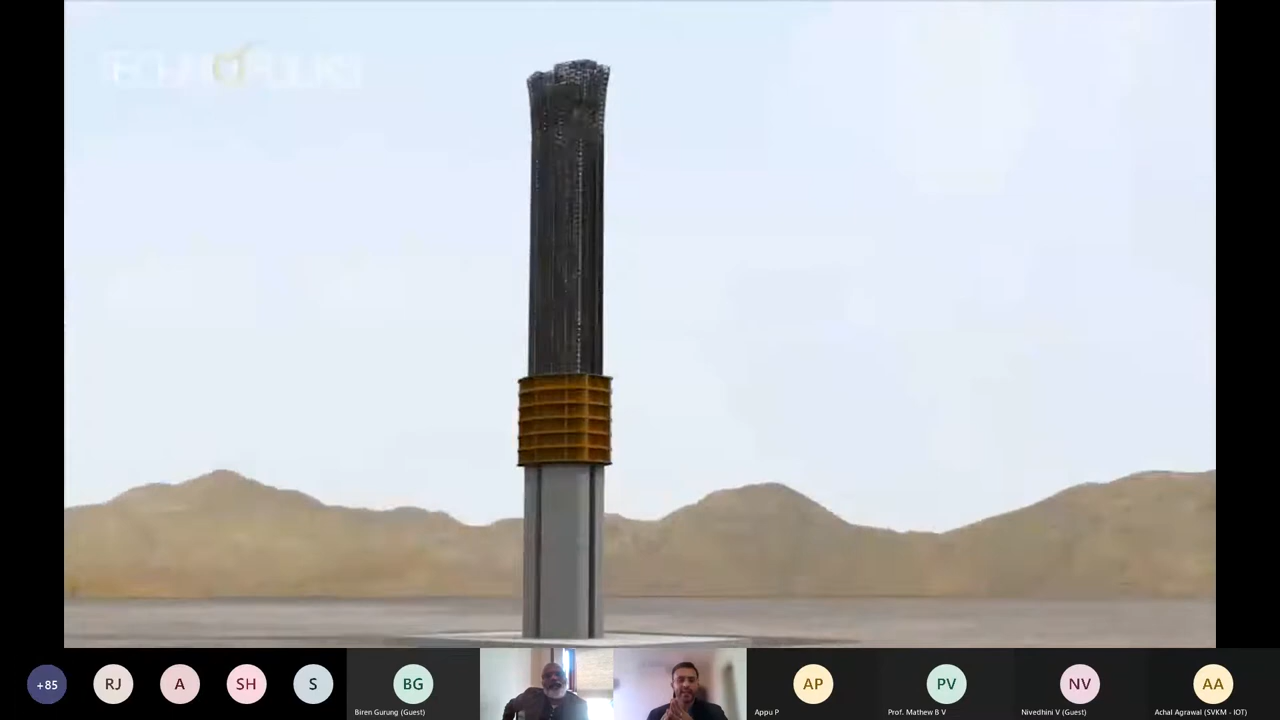 +85
RJ
A
SH
S
BG
Biren Gurung (Guest)
AP
Appu P
PV
Prof. Mathew B V
NV
Nivedhini V (Guest)
AA
Achal Agrawal (SVKM - IOT)